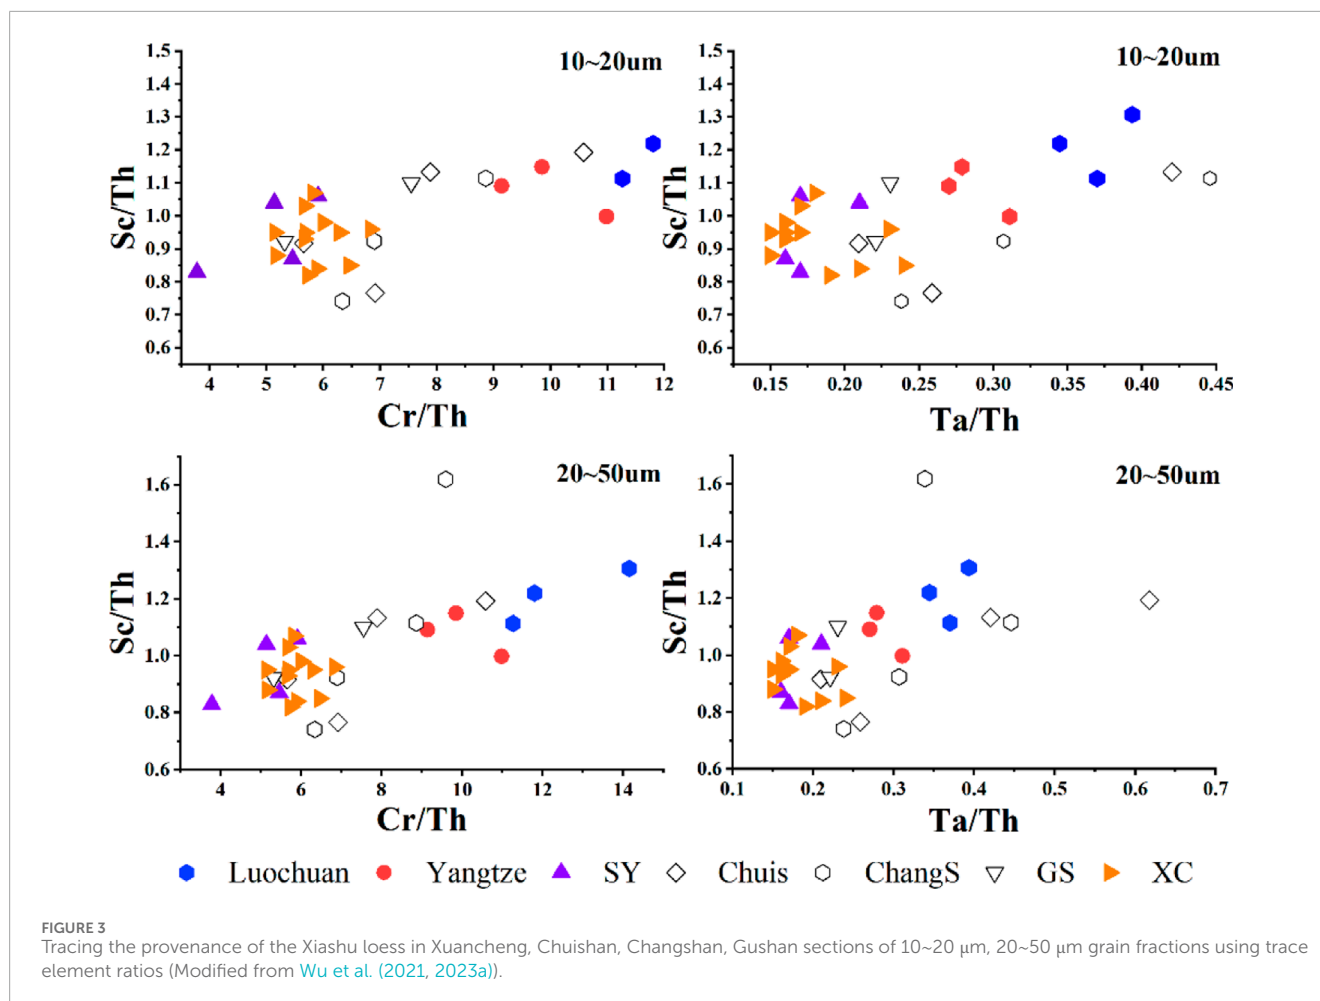 1.5
1.4
1.3
1.2
1.1
1.0
0.9
0.8
0.7
0.6
Sc/Th
10~20um
4 5 6 7 8 9 10 11 12
Cr/Th
1.5
1.4
1.3
1.2
1.1
1.0
0.9
0.8
0.7
0.6
Sc/Th
10~20um
0.15 0.20 0.25 0.30 0.35 0.40 0.45
Ta/Th
1.6
1.4
1.2
1.0
0.8
0.6
Sc/Th
20~50um
4 6 8 10 12 14
Cr/Th
1.6
1.4
1.2
1.0
0.8
0.6
Sc/Th
20~50um
0.1 0.2 0.3 0.4 0.5 0.6 0.7
Ta/Th
Luochuan Yangtze SY Chuis ChangS GS XC
FIGURE 3
Tracing the provenance of the Xiashu loess in Xuancheng, Chuishan, Changshan, Gushan sections of 10~20 μm, 20~50 μm grain fractions using trace
element ratios (Modified from Wu et al. (2021, 2023a)).